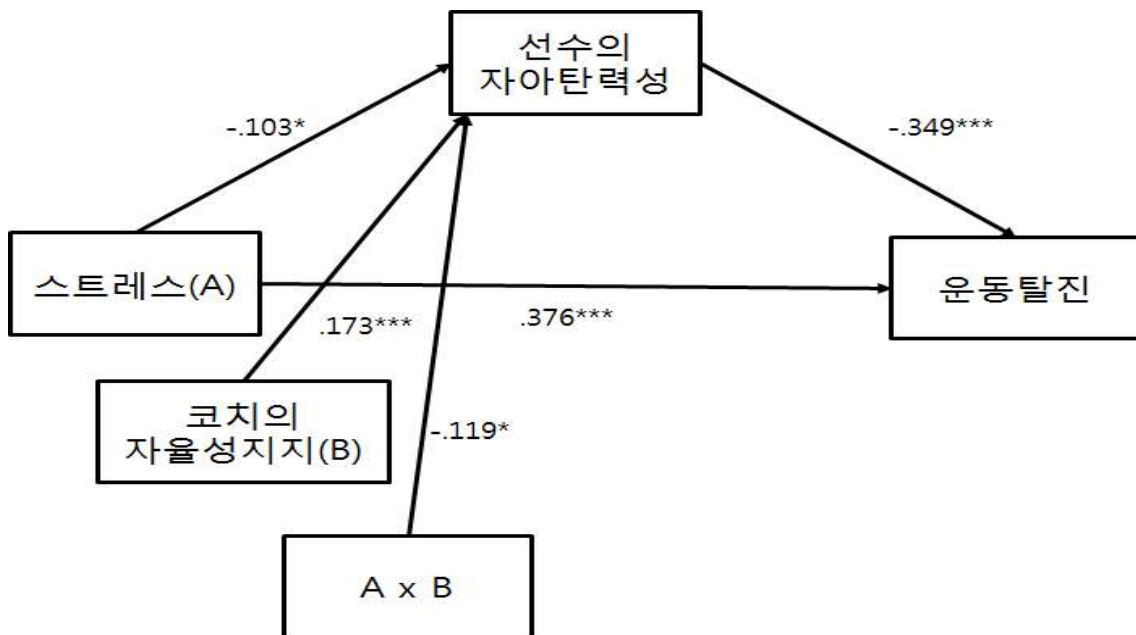 선수의
자아탄력성
-.103*
-.349***
스트레스(A)
운동탈진
.173***
.376***
코치의
자율성지지(B)
-.119*
A x B